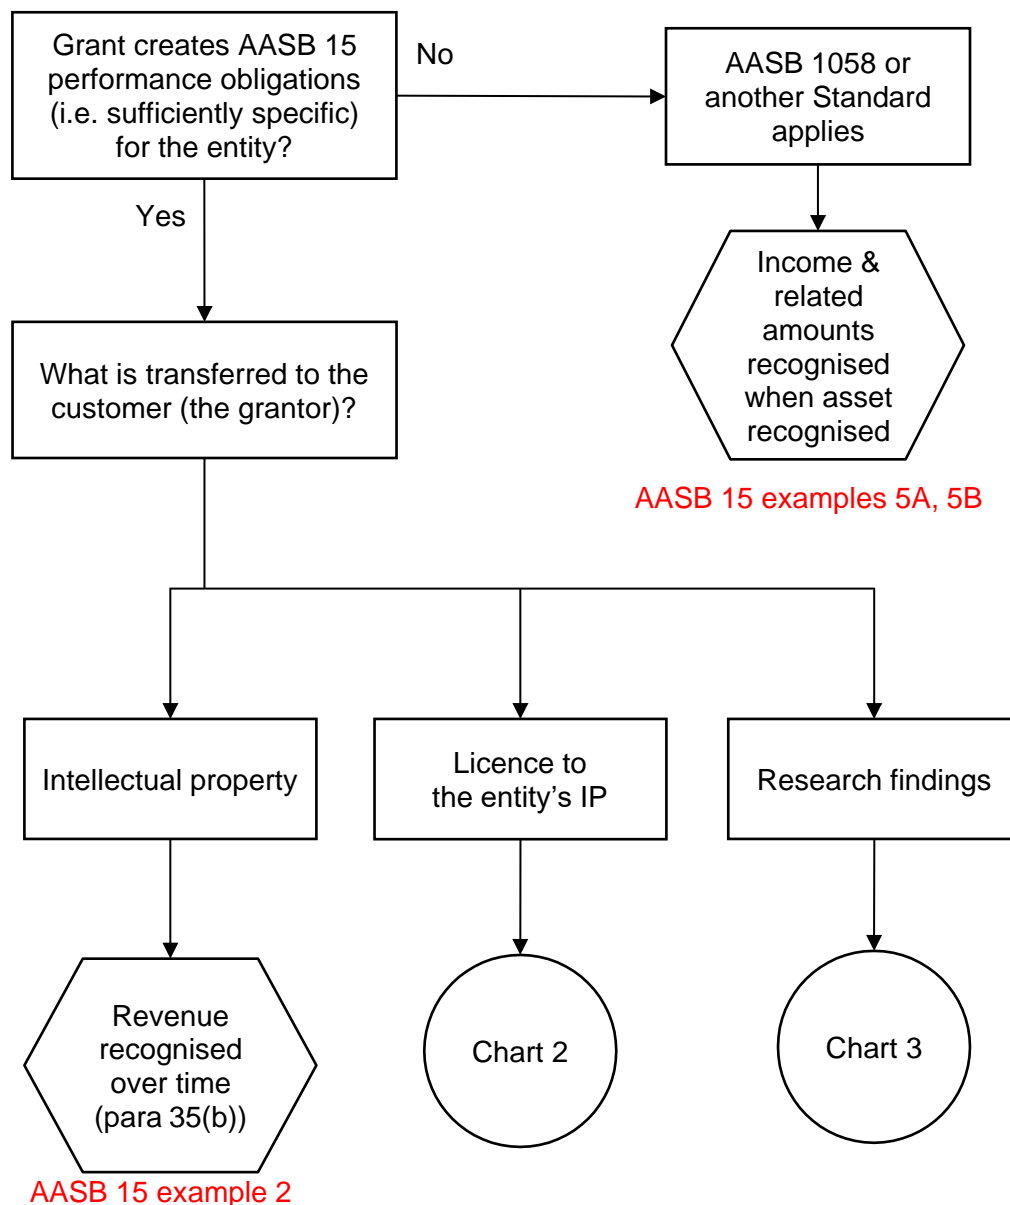 Grant creates AASB 15
performance obligations
(i.e. sufficiently specific)
for the entity?
No
AASB 1058 or
another Standard
applies
Yes
Income &
related
amounts
recognised
when asset
recognised
What is transferred to the
customer (the grantor)?
AASB 15 examples 5A, 5B
Intellectual property
Licence to
the entity’s IP
Research findings
Revenue
recognised
over time
(para 35(b))
Chart 2
Chart 3
AASB 15 example 2